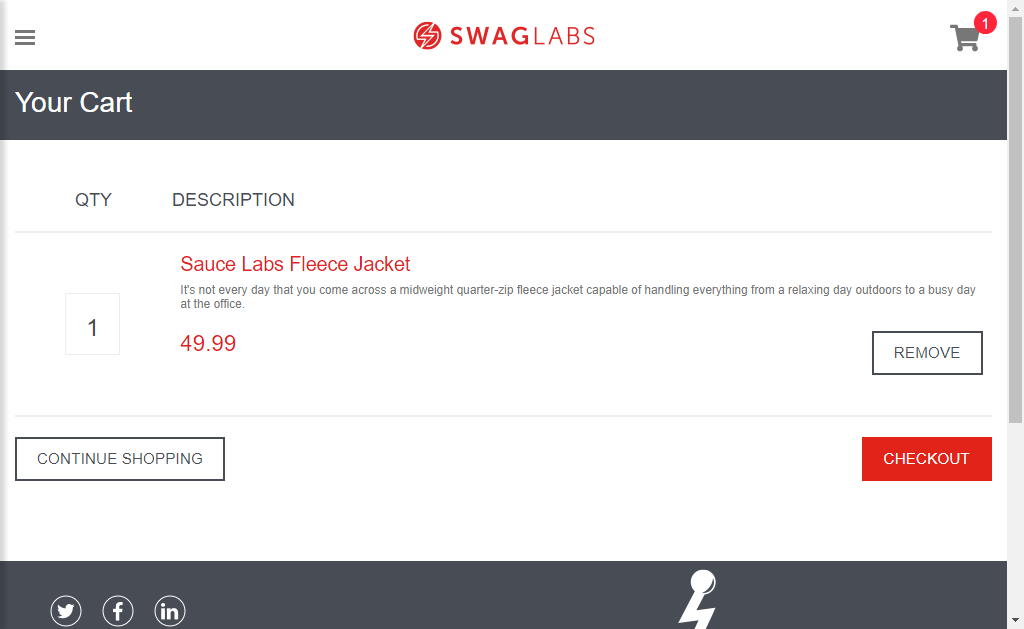 SWAGLABS
1
Your Cart
QTY DESCRIPTION
Sauce Labs Fleece Jacket
It's not every day that you come across a midweight quarter-zip fleece jacket capable of handling everything from a relaxing day outdoors to a busy day
at the office.
1
49.99
REMOVE
CONTINUE SHOPPING
CHECKOUT